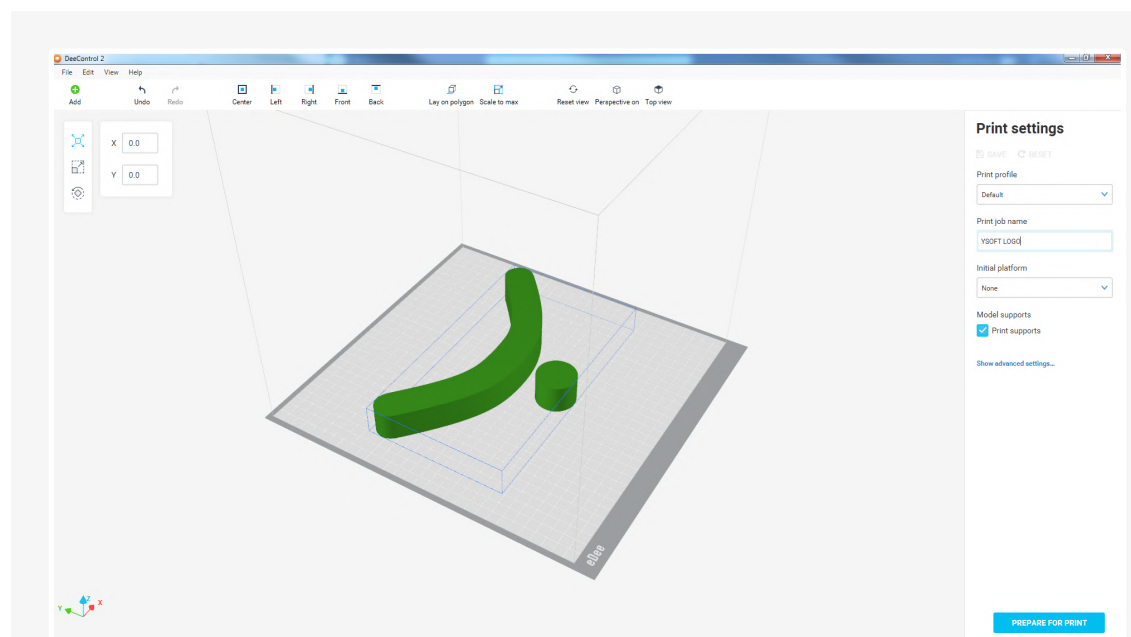 DeeControl 2
File Edit View Help
Add Undo Redo Center Left Right Front Back Lay on polygon Scale to max Reset view Perspective on Top view
X 0.0
Y 0.0
Print settings
SAVE RESET
Print profile
Default
Print job name
YSOFT LOGO
Initial platform
None
Model supports
Print supports
Show advanced settings...
eDee
Z
Y X
PREPARE FOR PRINT